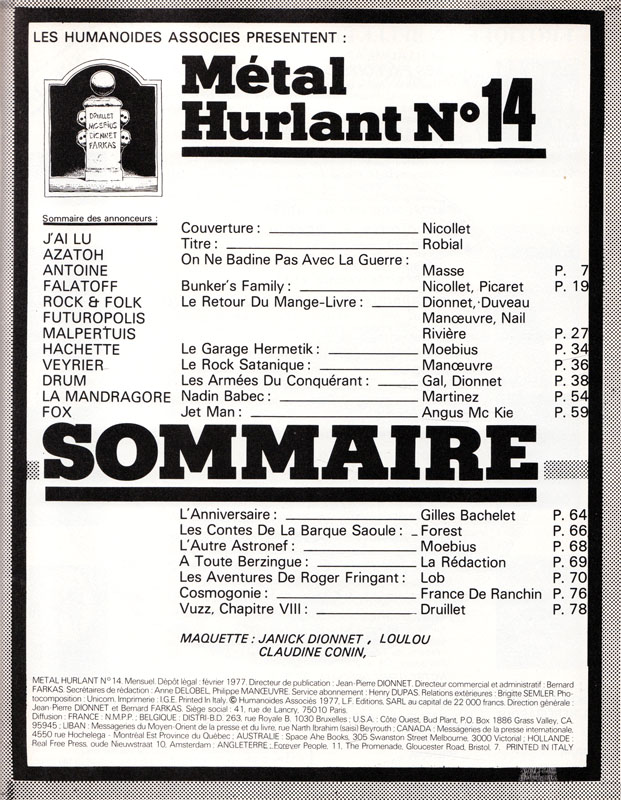 LES HUMANOIDES ASSOCIES PRESENTENT :
Métal
Hurlant N° 14
DRUILLET
MOEBIUS
DIONNET
FARKAS
Sommaire des annonceurs :
J'AI LU
AZATOH
ANTOINE
FALATOFF
ROCK & FOLK
FUTUROPOLIS
MALPERTUIS
HACHETTE
VEYRIER
DRUM
LA MANDRAGORE
FOX
Couverture : Nicollet
Titre : Robial
On Ne Badine Pas Avec La Guerre :
Masse P. 7
Bunker's Family : Nicollet, Picaret P. 19
Le Retour Du Mange-Livre : Dionnet, Duveau
Manœuvre, Nail
Rivière P. 27
Le Garage Hermetik : Moebius P. 34
Le Rock Satanique : Manœuvre P. 36
Les Armées Du Conquérant : Gal, Dionnet P. 38
Nadin Babec : Martinez P. 54
Jet Man : Angus Mc Kie P. 59
SOMMAIRE
L'Anniversaire : Gilles Bachelet P. 64
Les Contes De La Barque Saoule : Forest P. 66
L'Autre Astronef : Moebius P. 68
A Toute Berzingue : La Rédaction P. 69
Les Aventures De Roger Fringant : Lob P. 70
Cosmogonie : France De Ranchin P. 76
Vuzz, Chapitre VIII : Druillet P. 78
MAQUETTE : JANICK DIONNET , LOULOU
CLAUDINE CONIN,
METAL HURLANT N° 14. Mensuel. Dépôt légal : février 1977. Directeur de publication : Jean-Pierre DIONNET. Directeur commercial et administratif : Bernard
FARKAS. Secrétaires de rédaction : Anne DELOBEL, Philippe MANŒUVRE. Service abonnement : Henry DUPAS. Relations extérieures : Brigitte SEMLER. Pho-
tocomposition : Unicom. Imprimerie : I.G.E. Printed In Italy. © Humanoides Associés 1977, L.F. Editions, SARL au capital de 22 000 francs. Direction générale :
Jean-Pierre DIONNET et Bernard FARKAS. Siège social : 41, rue de Lancry, 75010 Paris.
Diffusion : FRANCE : N.M.P.P. ; BELGIQUE : DISTRI-B.D. 263, rue Royale B. 1030 Bruxelles ; U.S.A. : Côte Ouest, Bud Plant, P.O. Box 1886 Grass Valley, CA.
95945 ; LIBAN : Messageries du Moyen-Orient de la presse et du livre, rue Narth Ibrahim (sais) Beyrouth ; CANADA : Messageries de la presse internationale,
4550 rue Hochelega - Montréal Est Province du Québec ; AUSTRALIE : Space Ahe Books, 305 Swanston Street Melbourne, 3000 Victorial ; HOLLANDE :
Real Free Press. oude Nieuwstraat 10. Amsterdam ; ANGLETERRE : Forever People, 11, The Promenade, Gloucester Road, Bristol, 7. PRINTED IN ITALY